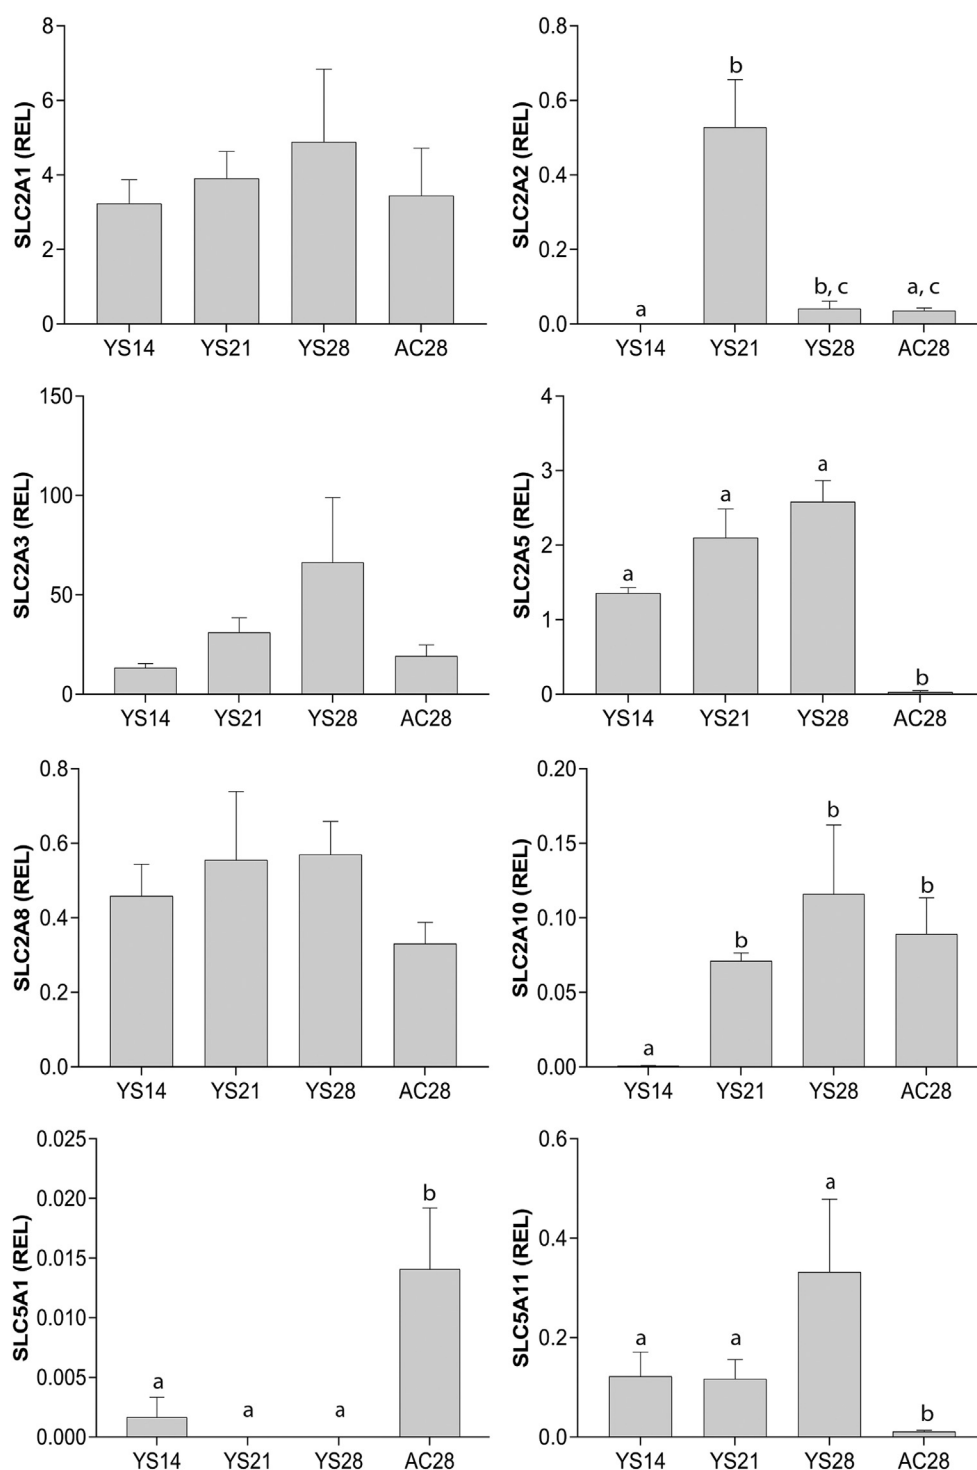 SLC2A1 (REL)
8
6
4
2
0
YS14 YS21 YS28 AC28
SLC2A2 (REL)
0.8
0.6
0.4
0.2
0.0
a
b
b, c
a, c
YS14 YS21 YS28 AC28
SLC2A3 (REL)
150
100
50
0
YS14 YS21 YS28 AC28
SLC2A5 (REL)
4
3
2
1
0
a
a
a
b
YS14 YS21 YS28 AC28
SLC2A8 (REL)
0.8
0.6
0.4
0.2
0.0
YS14 YS21 YS28 AC28
SLC2A10 (REL)
0.20
0.15
0.10
0.05
0.00
a
b
b
b
YS14 YS21 YS28 AC28
SLC5A1 (REL)
0.025
0.020
0.015
0.010
0.005
0.000
a
a
a
b
YS14 YS21 YS28 AC28
SLC5A11 (REL)
0.6
0.4
0.2
0.0
a
a
a
b
YS14 YS21 YS28 AC28